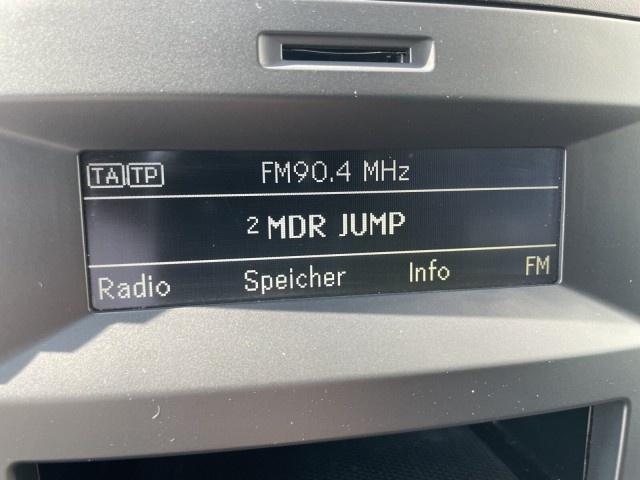 TA TP FM90.4 MHz
2 MDR JUMP
Radio Speicher Info FM